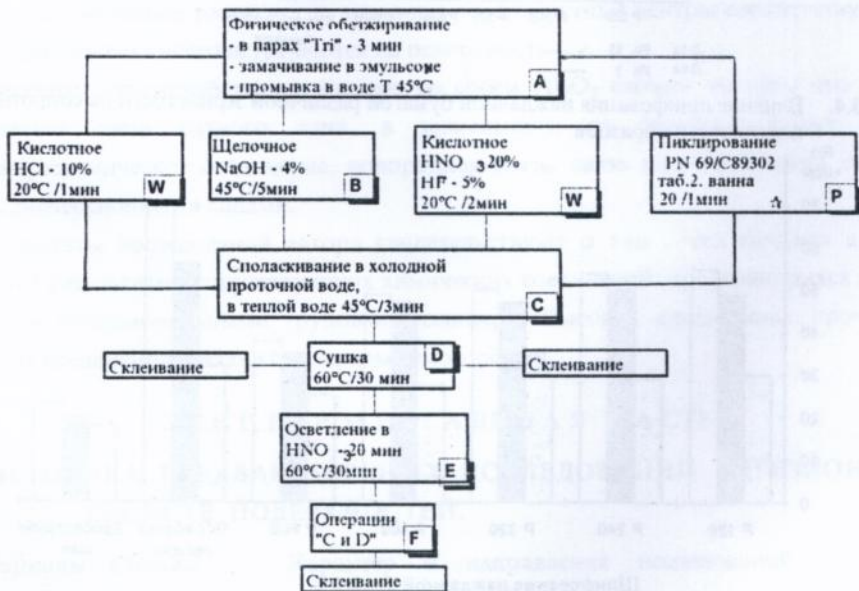 Физическое обезжиривание
- в парах "Tri" - 3 мин
- замачивание в эмульсоне
- промывка в воде Т 45°С
A
Кислотное
HCl - 10%
20°С /1мин
W
Щелочное
NaOH - 4%
45°С/5мин
B
Кислотное
HNO 3 20%
HF - 5%
20°С /2мин
W
Пиклирование
PN 69/C89302
таб.2. ванна
20 /1мин
P
Споласкивание в холодной
проточной воде,
в теплой воде 45°С/3мин
C
Склеивание
Сушка
60°С/30 мин
D
Склеивание
Осветление в
HNO 3 20 мин
60°С/30мин
E
Операции
"С и D"
F
Склеивание